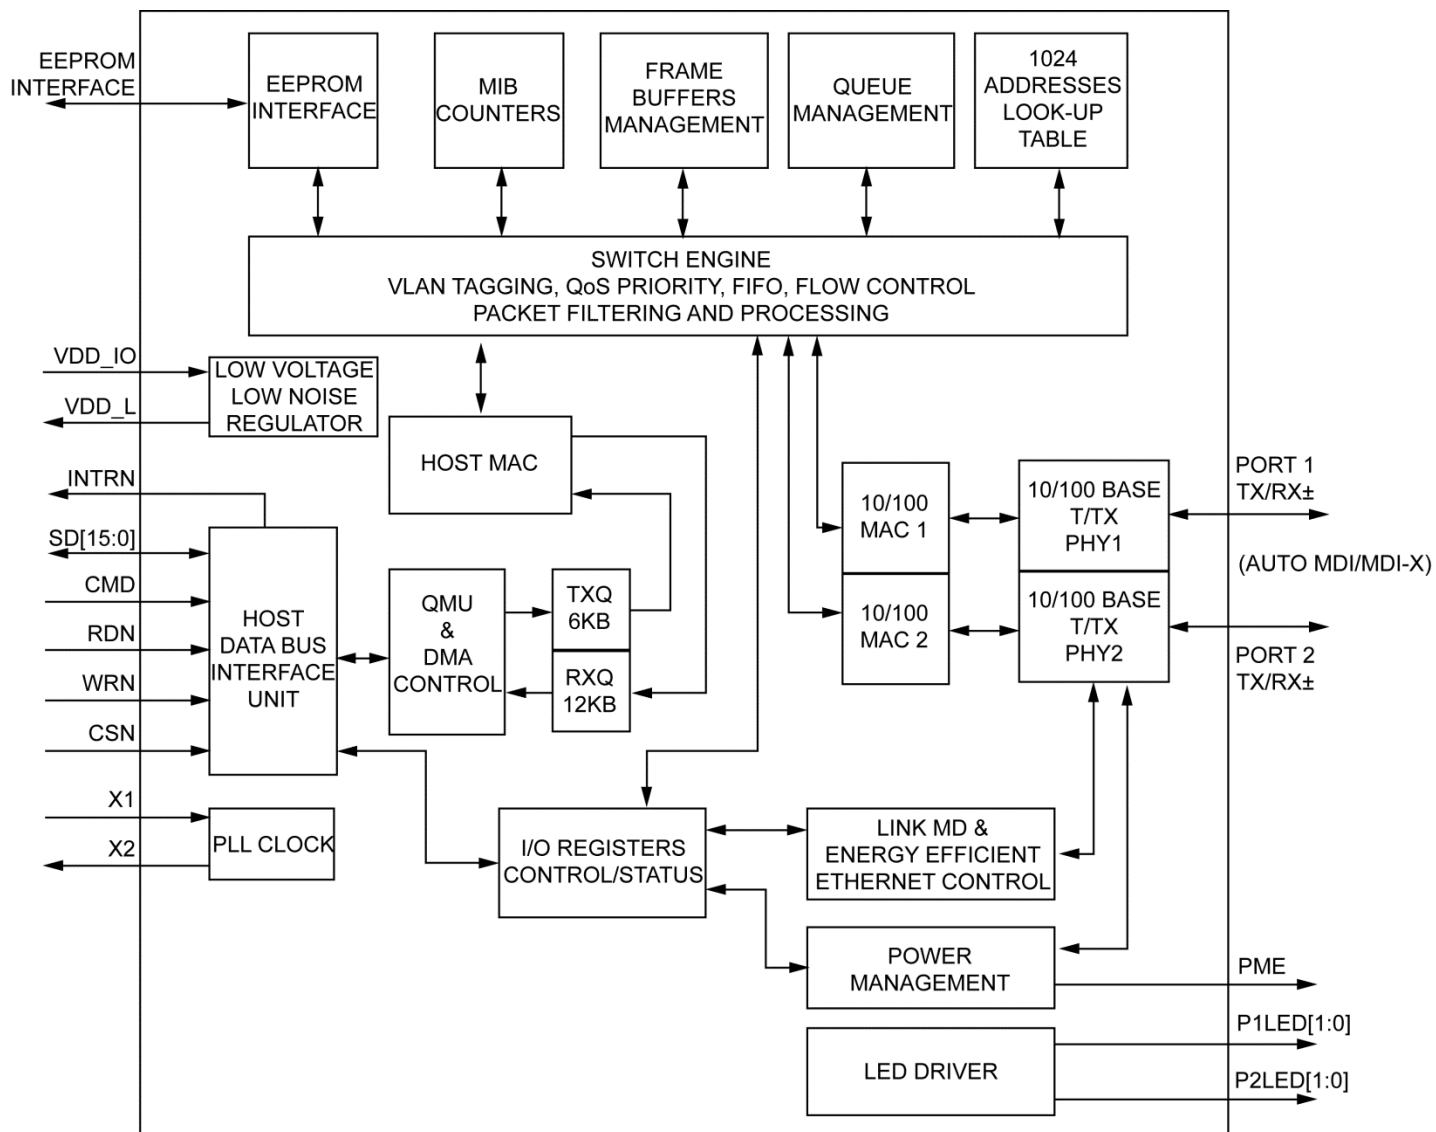 EEPROM
INTERFACE
EEPROM
INTERFACE
MIB
COUNTERS
FRAME
BUFFERS
MANAGEMENT
QUEUE
MANAGEMENT
1024
ADDRESSES
LOOK-UP
TABLE
SWITCH ENGINE
VLAN TAGGING, QoS PRIORITY, FIFO, FLOW CONTROL
PACKET FILTERING AND PROCESSING
VDD_IO
VDD_L
LOW VOLTAGE
LOW NOISE
REGULATOR
HOST MAC
INTRN
SD[15:0]
CMD
RDN
WRN
CSN
HOST
DATA BUS
INTERFACE
UNIT
QMU
&
DMA
CONTROL
TXQ
6KB
RXQ
12KB
10/100
MAC 1
10/100
MAC 2
10/100 BASE
T/TX
PHY1
10/100 BASE
T/TX
PHY2
PORT 1
TX/RX±
(AUTO MDI/MDI-X)
PORT 2
TX/RX±
X1
X2
PLL CLOCK
I/O REGISTERS
CONTROL/STATUS
LINK MD &
ENERGY EFFICIENT
ETHERNET CONTROL
POWER
MANAGEMENT
PME
LED DRIVER
P1LED[1:0]
P2LED[1:0]